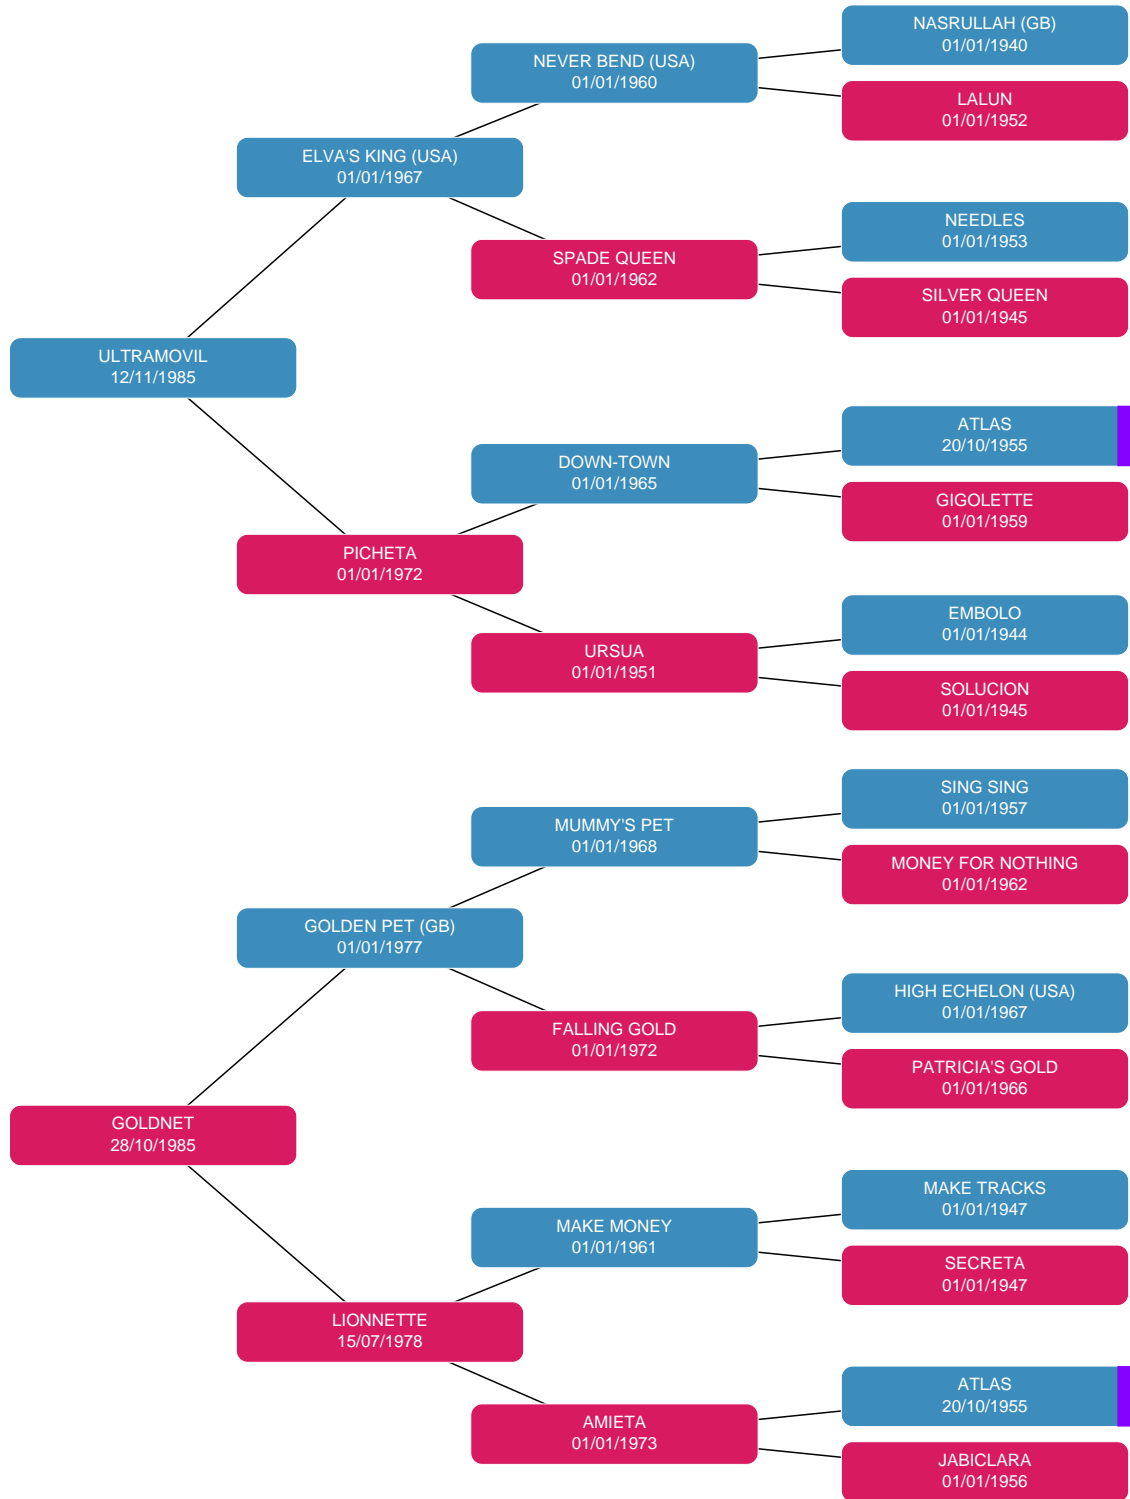 NASRULLAH (GB)
01/01/1940
NEVER BEND (USA)
01/01/1960
LALUN
01/01/1952
ELVA'S KING (USA)
01/01/1967
NEEDLES
01/01/1953
SPADE QUEEN
01/01/1962
SILVER QUEEN
01/01/1945
ULTRAMOVIL
12/11/1985
ATLAS
20/10/1955
DOWN-TOWN
01/01/1965
GIGOLETTE
01/01/1959
PICHETA
01/01/1972
EMBOLO
01/01/1944
URSUA
01/01/1951
SOLUCION
01/01/1945
SING SING
01/01/1957
MUMMY'S PET
01/01/1968
MONEY FOR NOTHING
01/01/1962
GOLDEN PET (GB)
01/01/1977
HIGH ECHELON (USA)
01/01/1967
FALLING GOLD
01/01/1972
PATRICIA'S GOLD
01/01/1966
GOLDNET
28/10/1985
MAKE TRACKS
01/01/1947
MAKE MONEY
01/01/1961
SECRETA
01/01/1947
LIONNETTE
15/07/1978
ATLAS
20/10/1955
AMIETA
01/01/1973
JABICLARA
01/01/1956